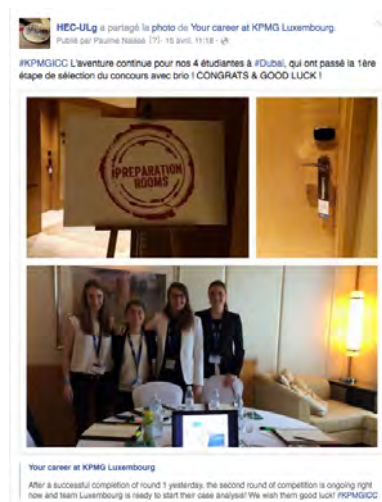 HEC-ULg a partagé la photo de Your career at KPMG Luxembourg.
Publié par Pauline [?] · 15 avril, 11:18 ·
#KPMGICC L'aventure continue pour nos 4 étudiantes à #Dubai, qui ont passé la 1ère
étape de sélection du concours avec brio ! CONGRATS & GOOD LUCK !
PREPARATION
ROOMS
Your career at KPMG Luxembourg
After a successful completion of round 1 yesterday, the second round of competition is ongoing right
now and team Luxembourg is ready to start their case analysis! We wish them good luck! #KPMGICC